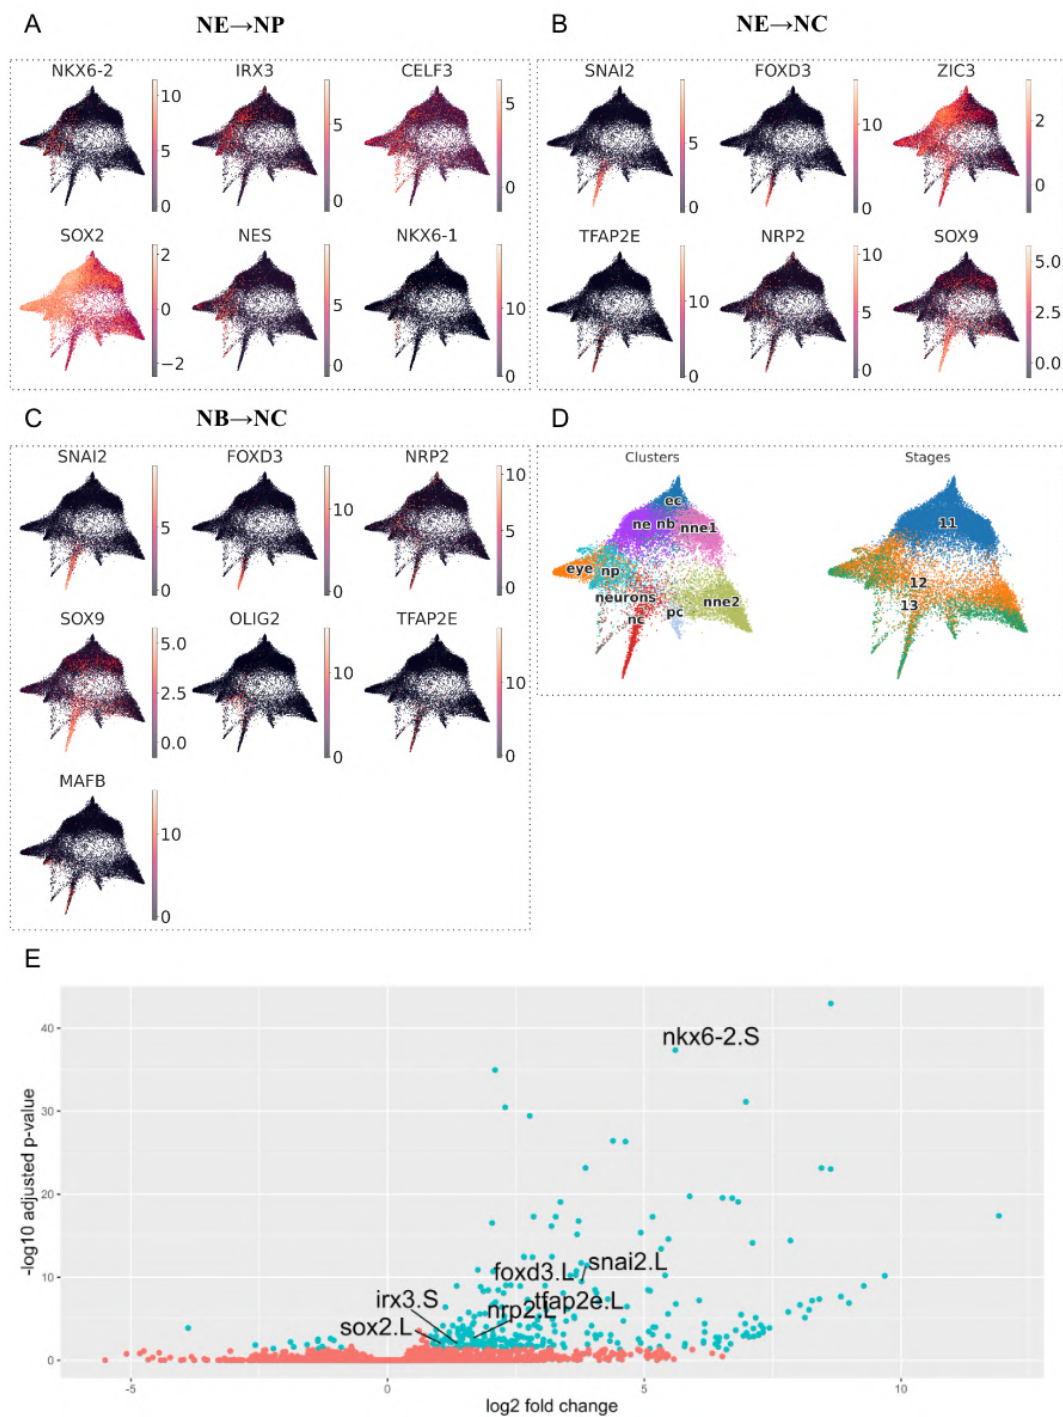 A
NE→NP
NKX6-2
IRX3
CELF3
10
5
0
5
0
5
0
SOX2
NES
NKX6-1
2
0
−2
5
0
10
0
B
NE→NC
SNAI2
FOXD3
ZIC3
5
0
10
0
2
0
TFAP2E
NRP2
SOX9
10
0
10
5
0
5.0
2.5
0.0
C
NB→NC
SNAI2
FOXD3
NRP2
5
0
10
0
10
5
0
SOX9
OLIG2
TFAP2E
5.0
2.5
0.0
10
0
10
0
MAFB
10
0
D
Clusters
Stages
ec
ne
nb
nne1
eye
np
neurons
nc
pc
nne2
11
12
13
E
-log10 adjusted p-value
40
30
20
10
0
nkx6-2.S
snai2.L
foxd3.L
tfap2e.L
nrp2.L
irx3.S
sox2.L
-5
0
5
10
log2 fold change